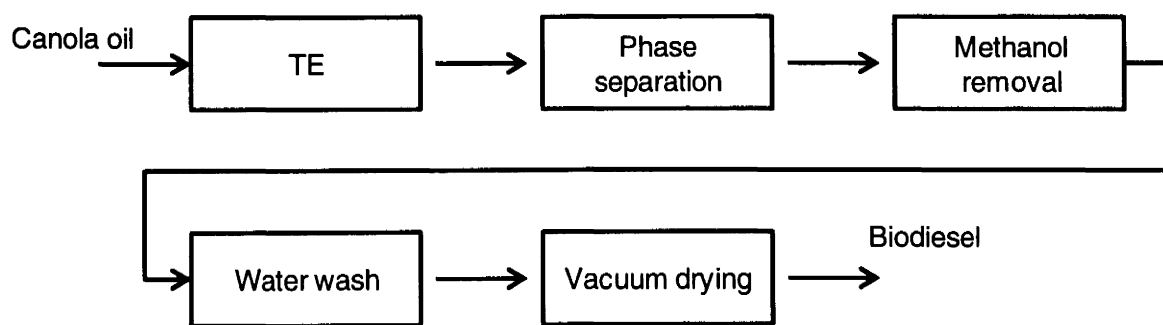 Canola oil
TE
Phase
separation
Methanol
removal
Water wash
Vacuum drying
Biodiesel